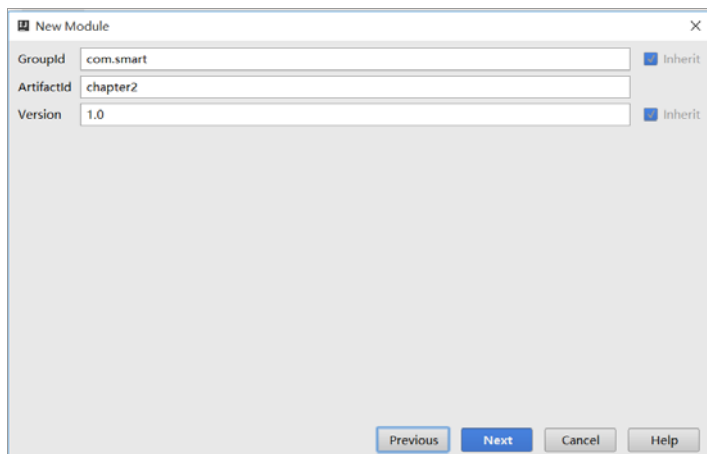 New Module
GroupId com.smart Inherit
ArtifactId chapter2
Version 1.0 Inherit
Previous Next Cancel Help